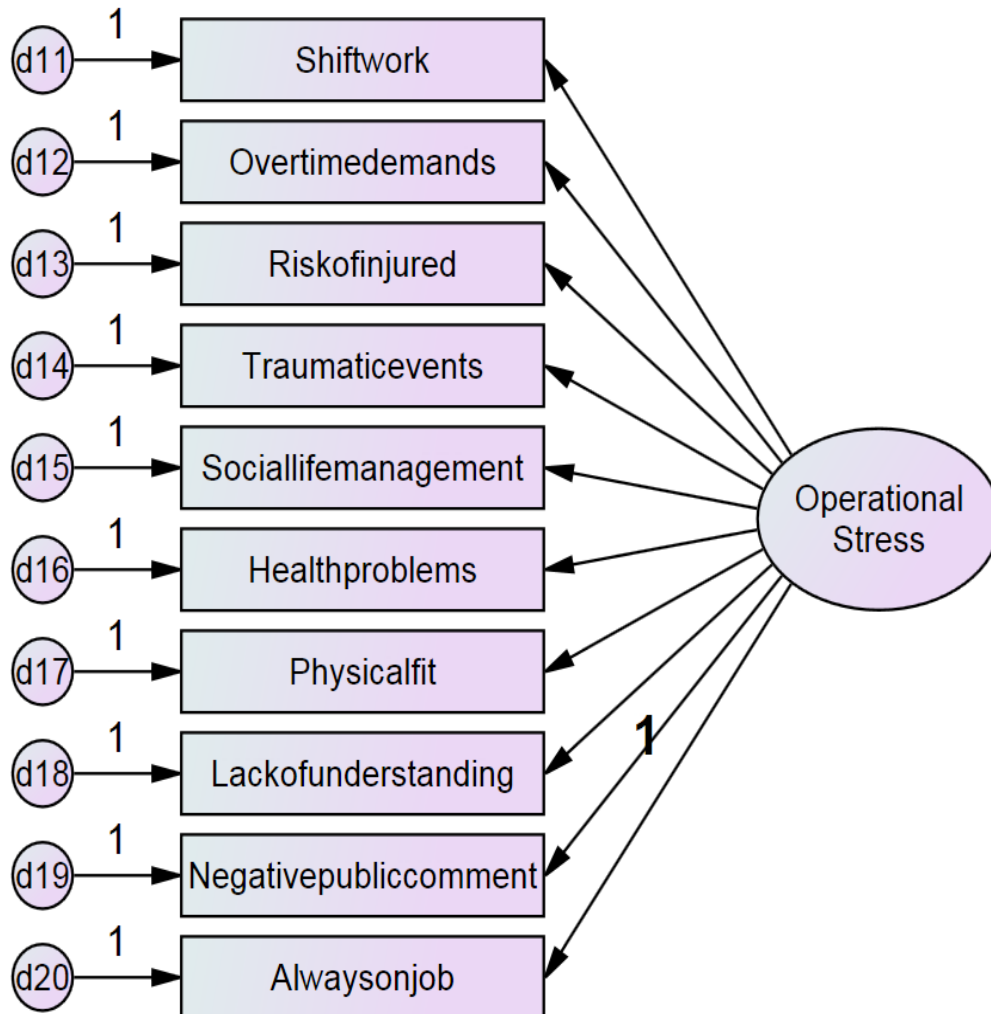 1
d11
Shiftwork
1
d12
Overtimedemands
1
d13
Riskofinjured
1
d14
Traumaticevents
1
d15
Sociallifemanagement
1
d16
Healthproblems
1
d17
Physicalfit
1
d18
Lackofunderstanding
1
d19
Negativepubliccomment
1
d20
Alwaysonjob
1
Operational
Stress